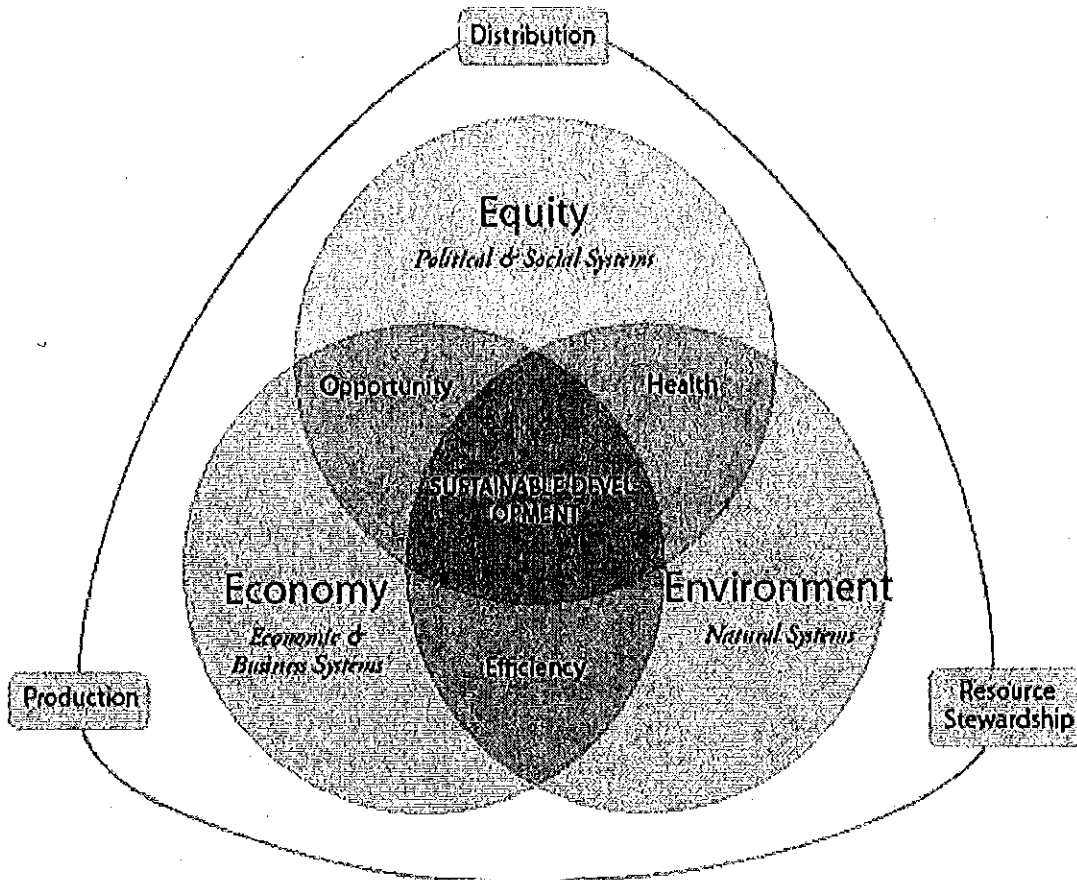 Distribution
Equity
Political & Social Systems
Opportunity
Health
SUSTAINABLE DEVEL-
OPMENT
Economy
Economic &
Business Systems
Environment
Natural Systems
Efficiency
Production
Resource
Stewardship